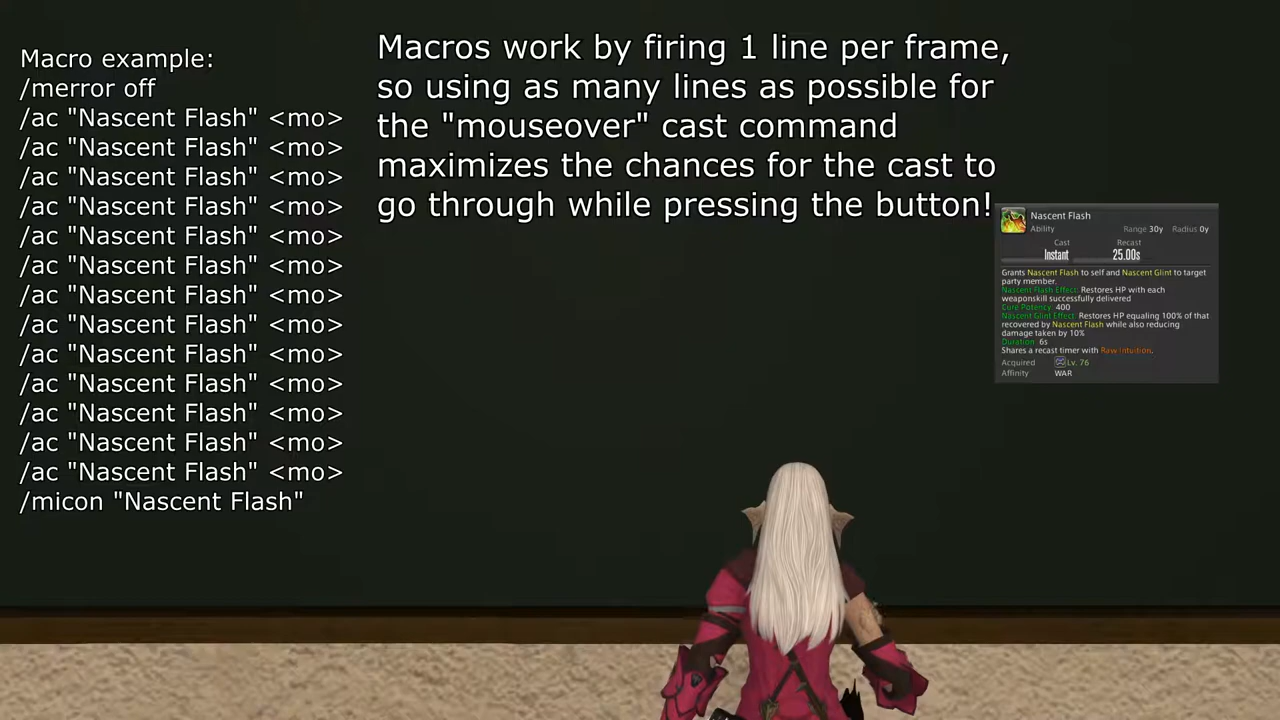 Macro example:
/merror off
/ac "Nascent Flash" <mo>
/ac "Nascent Flash" <mo>
/ac "Nascent Flash" <mo>
/ac "Nascent Flash" <mo>
/ac "Nascent Flash" <mo>
/ac "Nascent Flash" <mo>
/ac "Nascent Flash" <mo>
/ac "Nascent Flash" <mo>
/ac "Nascent Flash" <mo>
/ac "Nascent Flash" <mo>
/ac "Nascent Flash" <mo>
/ac "Nascent Flash" <mo>
/ac "Nascent Flash" <mo>
/micon "Nascent Flash"
Macros work by firing 1 line per frame,
so using as many lines as possible for
the "mouseover" cast command
maximizes the chances for the cast to
go through while pressing the button!
Nascent Flash
Ability Range 30y Radius 0y
Cast Recast
Instant 25.00s
Grants Nascent Flash to self and Nascent Glint to target
party member.
Nascent Flash Effect: Restores HP with each
weaponskill successfully delivered
Cure Potency: 400
Nascent Glint Effect: Restores HP equaling 100% of that
recovered by Nascent Flash while also reducing
damage taken by 10%
Duration: 6s
Shares a recast timer with Raw Intuition.
Acquired Lv. 76
Affinity WAR